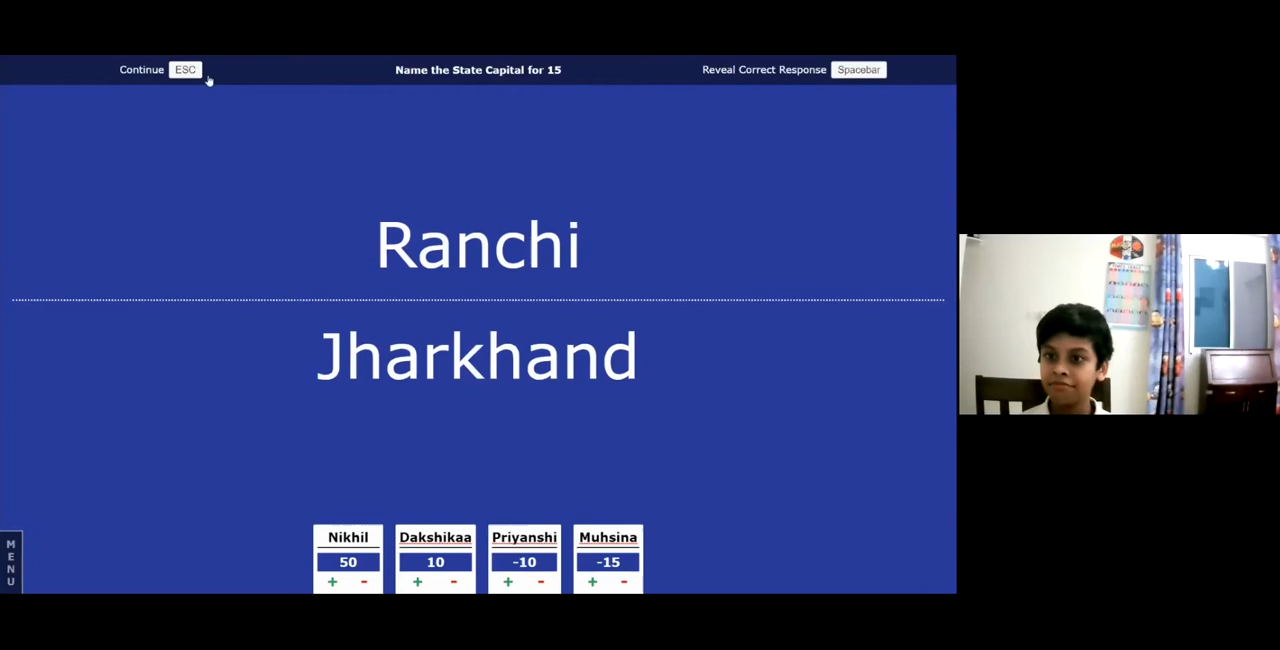 Continue ESC Name the State Capital for 15 Reveal Correct Response Spacebar
Ranchi
Jharkhand
Nikhil Dakshikaa Priyanshi Muhsina
50 10 -10 -15
+ - + - + - + -
MENU